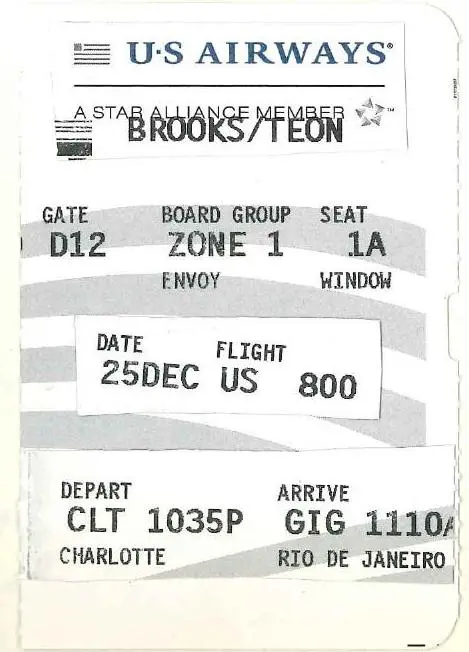 U·S AIRWAYS®
A STAR ALLIANCE MEMBER ™
BROOKS/TEON
GATE BOARD GROUP SEAT
D12 ZONE 1 1A
ENVOY WINDOW
DATE FLIGHT
25DEC US 800
DEPART ARRIVE
CLT 1035P GIG 1110A
CHARLOTTE RIO DE JANEIRO